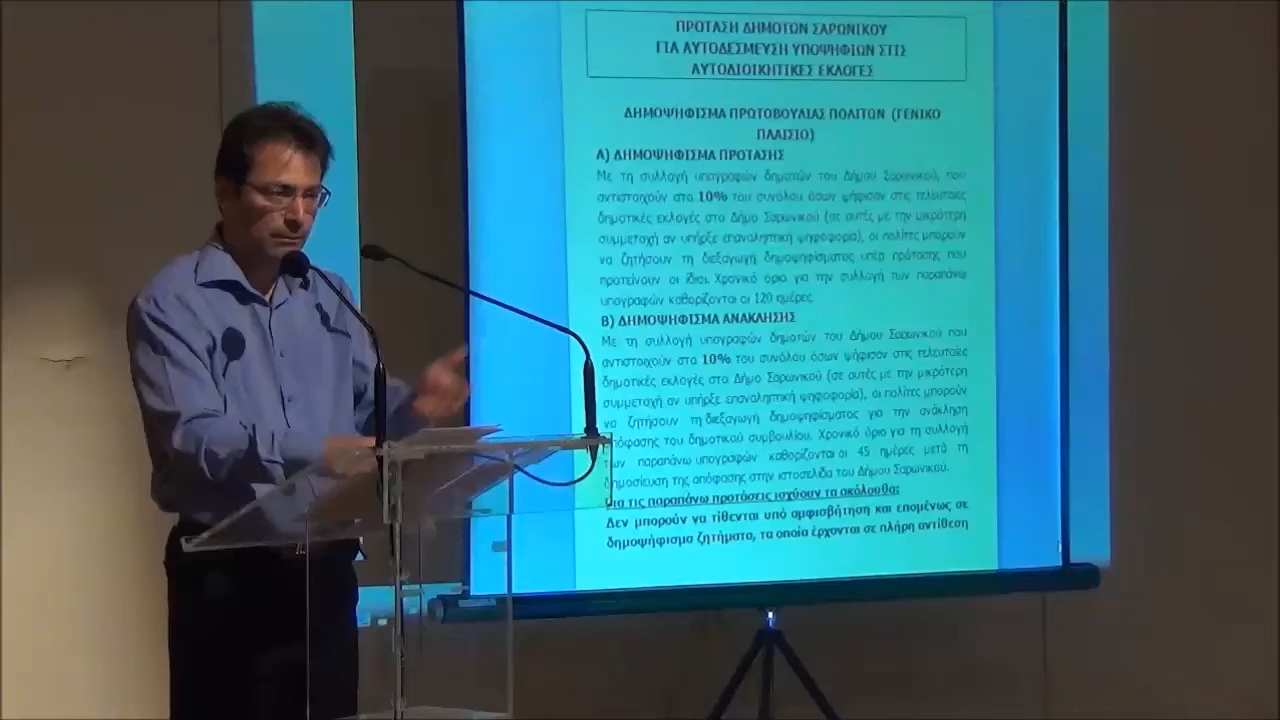 ΠΡΟΤΑΣΗ ΔΗΜΟΤΩΝ ΣΑΡΩΝΙΚΟΥ
ΓΙΑ ΑΥΤΟΔΕΣΜΕΥΣΗ ΥΠΟΨΗΦΙΩΝ ΣΤΙΣ
ΑΥΤΟΔΙΟΙΚΗΤΙΚΕΣ ΕΚΛΟΓΕΣ
ΔΗΜΟΨΗΦΙΣΜΑ ΠΡΩΤΟΒΟΥΛΙΑΣ ΠΟΛΙΤΩΝ (ΓΕΝΙΚΟ
ΠΛΑΙΣΙΟ)
Α) ΔΗΜΟΨΗΦΙΣΜΑ ΠΡΟΤΑΣΗΣ
Με τη συλλογή υπογραφών δημοτών του Δήμου Σαρωνικού, που
αντιστοιχούν στο 10% του συνόλου όσων ψήφισαν στις τελευταίες
δημοτικές εκλογές στο Δήμο Σαρωνικού (σε αυτές με την μικρότερη
συμμετοχή αν υπήρξε επαναληπτική ψηφοφορία), οι πολίτες μπορούν
να ζητήσουν τη διεξαγωγή δημοψηφίσματος υπέρ πρότασης που
προτείνουν οι ίδιοι. Χρονικό όριο για την συλλογή των παραπάνω
υπογραφών καθορίζονται οι 120 ημέρες.
Β) ΔΗΜΟΨΗΦΙΣΜΑ ΑΝΑΚΛΗΣΗΣ
Με τη συλλογή υπογραφών δημοτών του Δήμου Σαρωνικού που
αντιστοιχούν στο 10% του συνόλου όσων ψήφισαν στις τελευταίες
δημοτικές εκλογές στο Δήμο Σαρωνικού (σε αυτές με την μικρότερη
συμμετοχή αν υπήρξε επαναληπτική ψηφοφορία), οι πολίτες μπορούν
να ζητήσουν τη διεξαγωγή δημοψηφίσματος για την ανάκληση
απόφασης του δημοτικού συμβουλίου. Χρονικό όριο για τη συλλογή
των παραπάνω υπογραφών καθορίζονται οι 45 ημέρες μετά τη
δημοσίευση της απόφασης στην ιστοσελίδα του Δήμου Σαρωνικού.
Για τις παραπάνω προτάσεις ισχύουν τα ακόλουθα:
Δεν μπορούν να τίθενται υπό αμφισβήτηση και επομένως σε
δημοψήφισμα ζητήματα, τα οποία έρχονται σε πλήρη αντίθεση